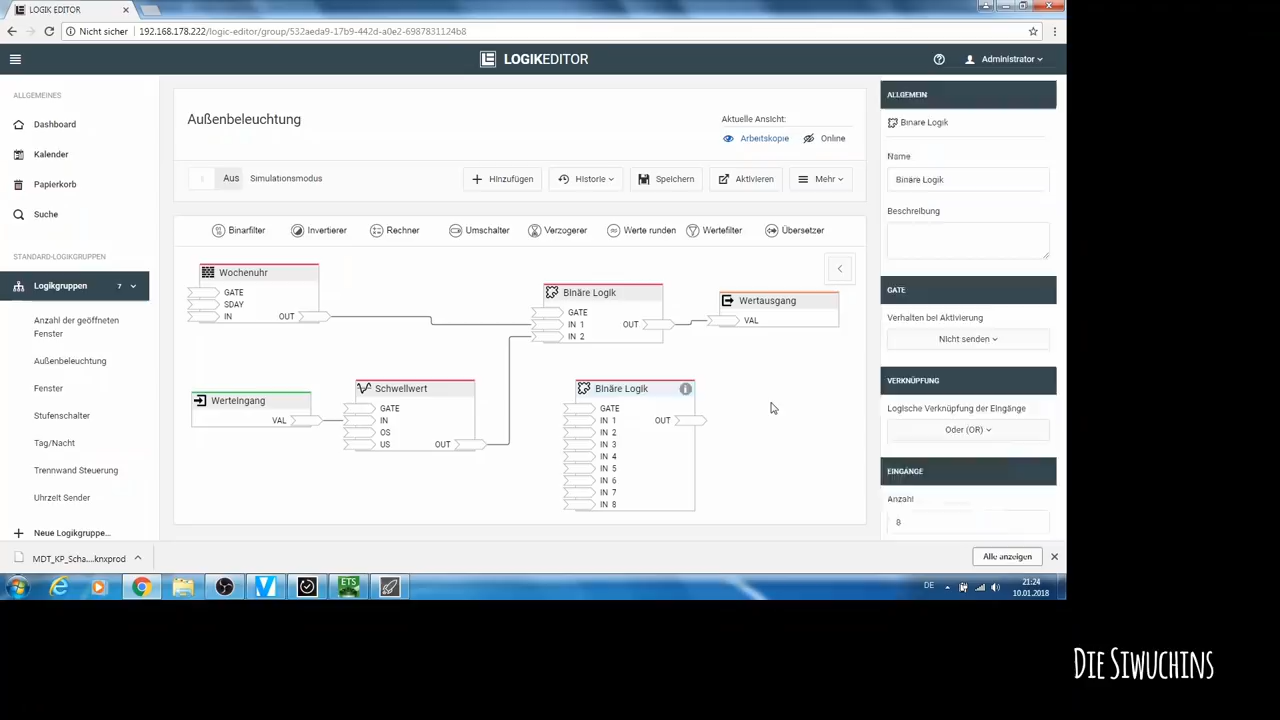 LOGIK EDITOR
Nicht sicher 192.168.178.222/logic-editor/group/532aeda9-17b9-442d-a0e2-6987831124b8
LOGIKEDITOR
Administrator
ALLGEMEINES
Dashboard
Kalender
Papierkorb
Suche
STANDARD-LOGIKGRUPPEN
Logikgruppen 7
Anzahl der geöffneten
Fenster
Außenbeleuchtung
Fenster
Stufenschalter
Tag/Nacht
Trennwand Steuerung
Uhrzeit Sender
Neue Logikgruppe...
Außenbeleuchtung
Aktuelle Ansicht:
Arbeitskopie Online
Aus Simulationsmodus
Hinzufügen Historie Speichern Aktivieren Mehr
Binärfilter Invertierer Rechner Umschalter Verzögerer Werte runden Wertefilter Übersetzer
Wochenuhr
GATE
SDAY
IN OUT
Binäre Logik
GATE
IN 1 OUT
IN 2
Wertausgang
VAL
Werteingang
VAL
Schwellwert
GATE
IN
OS
US OUT
Binäre Logik
GATE
IN 1 OUT
IN 2
IN 3
IN 4
IN 5
IN 6
IN 7
IN 8
ALLGEMEIN
Binäre Logik
Name
Binäre Logik
Beschreibung
GATE
Verhalten bei Aktivierung
Nicht senden
VERKNÜPFUNG
Logische Verknüpfung der Eingänge
Oder (OR)
EINGÄNGE
Anzahl
8
MDT_KP_Scha....knxprod
Alle anzeigen
ETS
DE
21:24
10.01.2018
DIE SIWUCHINS